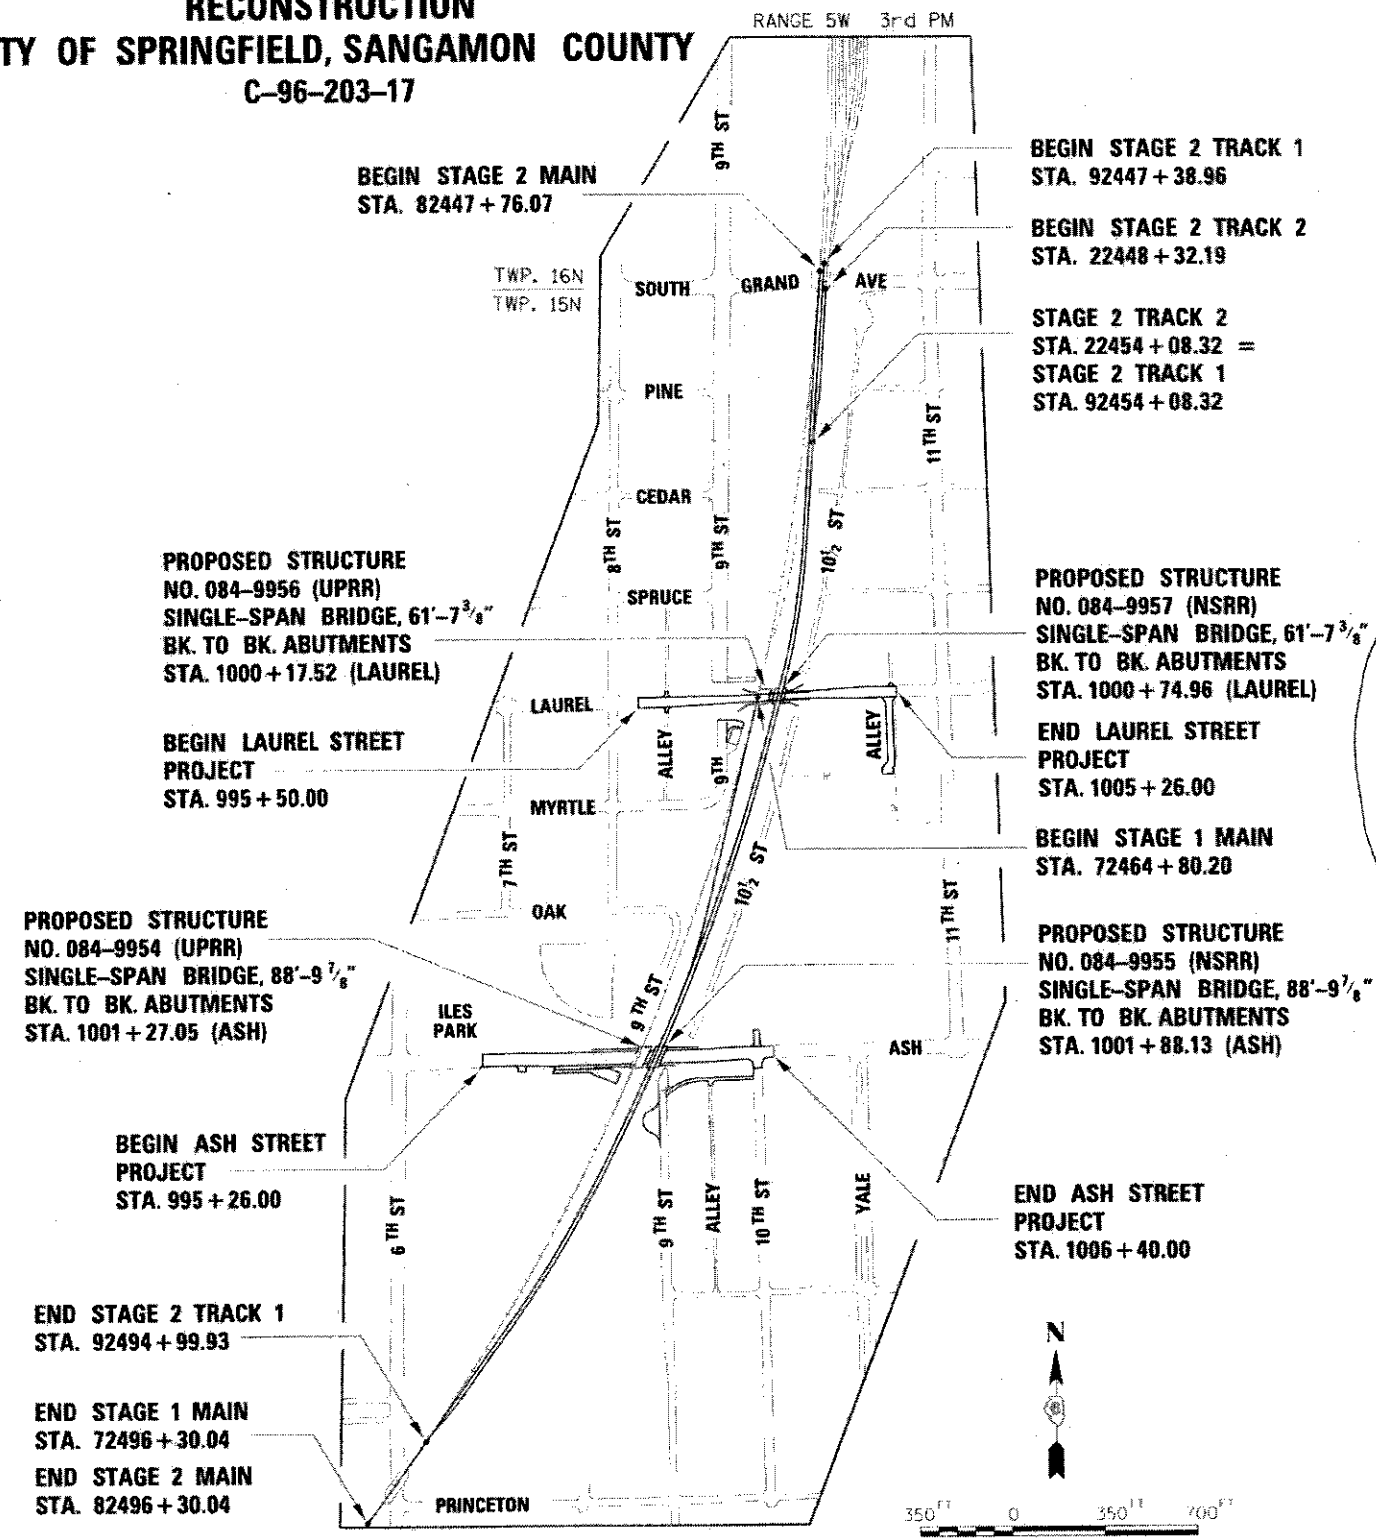 RECONSTRUCTION
TY OF SPRINGFIELD, SANGAMON COUNTY
C-96-203-17
RANGE 5W 3rd PM
9TH ST
BEGIN STAGE 2 MAIN
STA. 82447+76.07
BEGIN STAGE 2 TRACK 1
STA. 92447+38.96
BEGIN STAGE 2 TRACK 2
STA. 22448+32.19
TWP. 16N
TWP. 15N
SOUTH GRAND AVE
STAGE 2 TRACK 2
STA. 22454+08.32 =
STAGE 2 TRACK 1
STA. 92454+08.32
PINE
11TH ST
CEDAR
8TH ST
9TH ST
10½ ST
SPRUCE
PROPOSED STRUCTURE
NO. 084-9956 (UPRR)
SINGLE-SPAN BRIDGE, 61'-7 3/8"
BK. TO BK. ABUTMENTS
STA. 1000+17.52 (LAUREL)
PROPOSED STRUCTURE
NO. 084-9957 (NSRR)
SINGLE-SPAN BRIDGE, 61'-7 3/8"
BK. TO BK. ABUTMENTS
STA. 1000+74.96 (LAUREL)
LAUREL
BEGIN LAUREL STREET
PROJECT
STA. 995+50.00
ALLEY
9TH
ALLEY
END LAUREL STREET
PROJECT
STA. 1005+26.00
MYRTLE
7TH ST
10½ ST
BEGIN STAGE 1 MAIN
STA. 72464+80.20
OAK
11TH ST
PROPOSED STRUCTURE
NO. 084-9954 (UPRR)
SINGLE-SPAN BRIDGE, 88'-9 7/8"
BK. TO BK. ABUTMENTS
STA. 1001+27.05 (ASH)
PROPOSED STRUCTURE
NO. 084-9955 (NSRR)
SINGLE-SPAN BRIDGE, 88'-9 7/8"
BK. TO BK. ABUTMENTS
STA. 1001+88.13 (ASH)
ILES
PARK
9TH ST
ASH
BEGIN ASH STREET
PROJECT
STA. 995+26.00
6TH ST
9TH ST
ALLEY
10TH ST
YALE
END ASH STREET
PROJECT
STA. 1006+40.00
END STAGE 2 TRACK 1
STA. 92494+99.93
END STAGE 1 MAIN
STA. 72496+30.04
END STAGE 2 MAIN
STA. 82496+30.04
PRINCETON
N
350FT 0 350FT 700FT